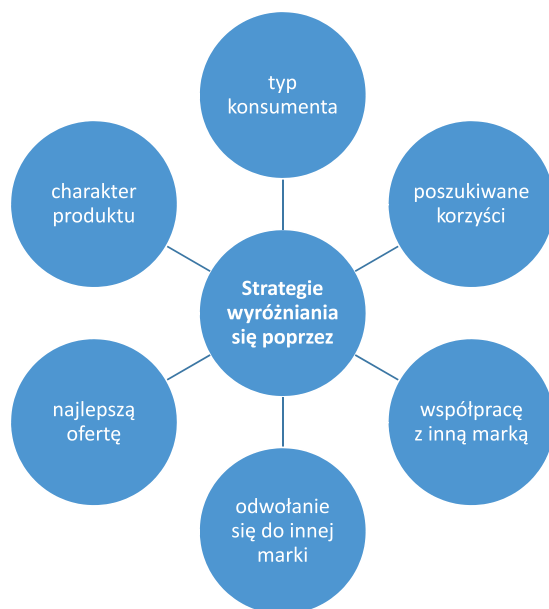 typ
konsumenta
charakter
produktu
poszukiwane
korzyści
Strategie
wyróżniania
się poprzez
najlepszą
ofertę
współpracę
z inną marką
odwołanie
się do innej
marki